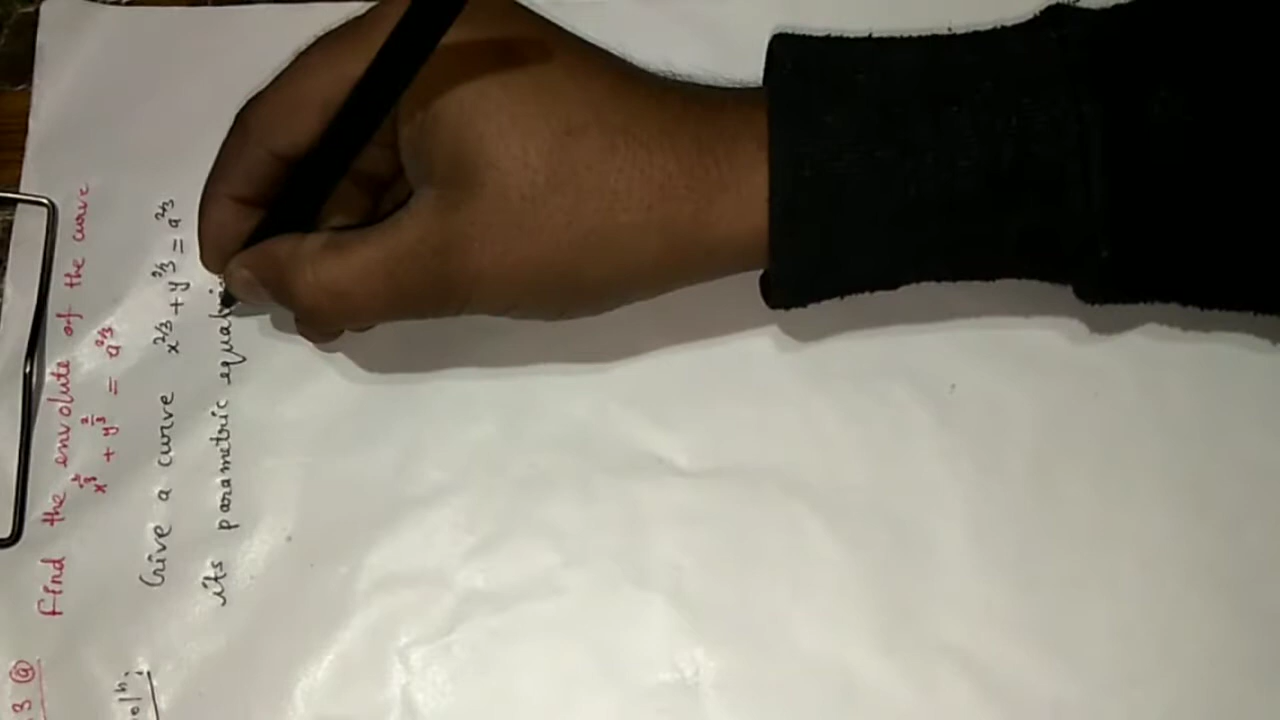 3 (a) Find the envolute of the curve
x^{2/3} + y^{2/3} = a^{2/3}
Give a curve x^{2/3} + y^{2/3} = a^{2/3}
its parametric